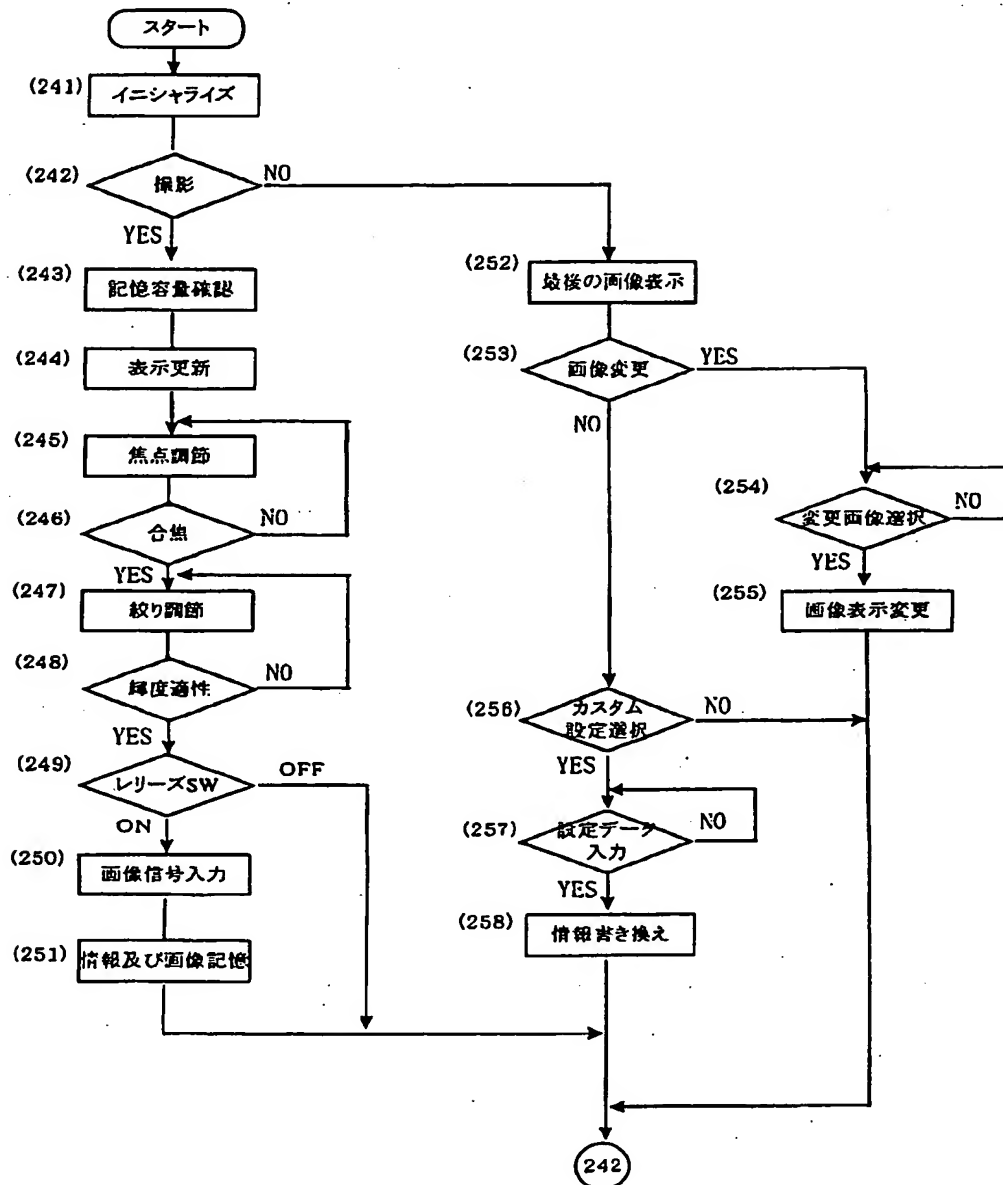 スタート
(241)
イニシャライズ
(242)
撮影
NO
YES
(243)
記憶容量確認
(244)
表示更新
(245)
焦点調節
(246)
合焦
NO
YES
(247)
絞り調節
(248)
輝度適性
NO
YES
(249)
レリーズSW
OFF
ON
(250)
画像信号入力
(251)
情報及び画像記憶
(252)
最後の画像表示
(253)
画像変更
YES
NO
(254)
変更画像選択
NO
YES
(255)
画像表示変更
(256)
カスタム
設定選択
NO
YES
(257)
設定データ
入力
NO
YES
(258)
情報書き換え
242